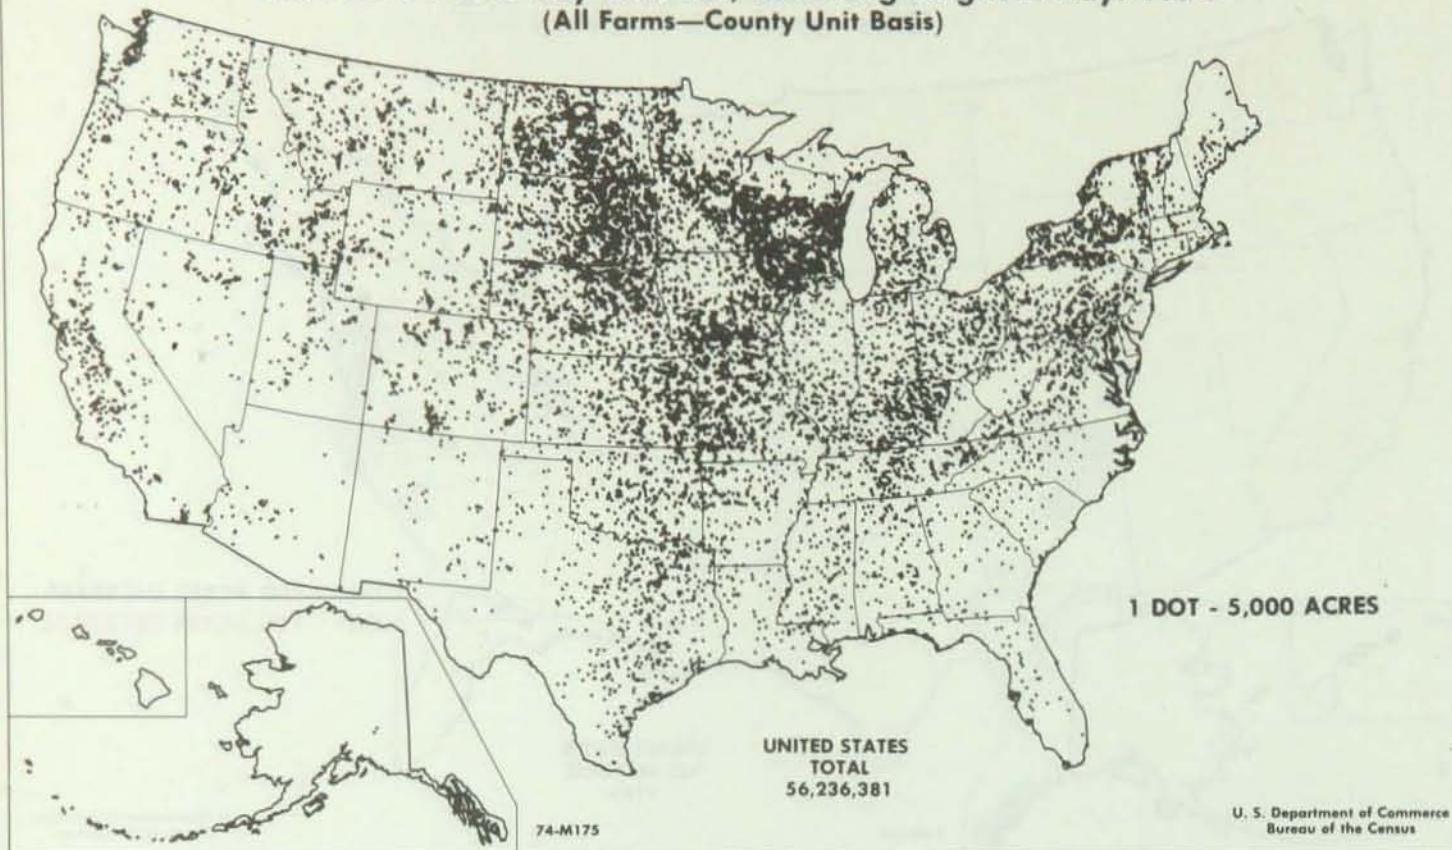 (All Farms—County Unit Basis)
1 DOT - 5,000 ACRES
UNITED STATES
TOTAL
56,236,381
74-M175
U. S. Department of Commerce
Bureau of the Census